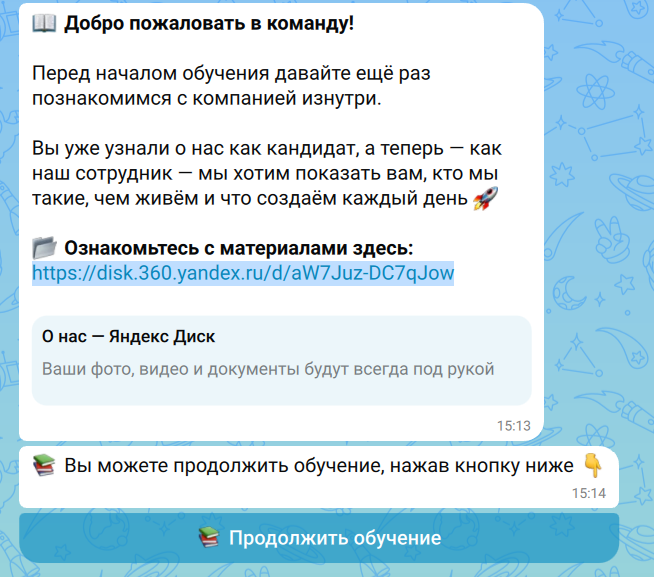 📖 Добро пожаловать в команду!
Перед началом обучения давайте ещё раз
познакомимся с компанией изнутри.
Вы уже узнали о нас как кандидат, а теперь — как
наш сотрудник — мы хотим показать вам, кто мы
такие, чем живём и что создаём каждый день 🚀
📂 Ознакомьтесь с материалами здесь:
https://disk.360.yandex.ru/d/aW7Juz-DC7qJow
О нас — Яндекс Диск
Ваши фото, видео и документы будут всегда под рукой
15:13
📚 Вы можете продолжить обучение, нажав кнопку ниже 👇
15:14
📚 Продолжить обучение